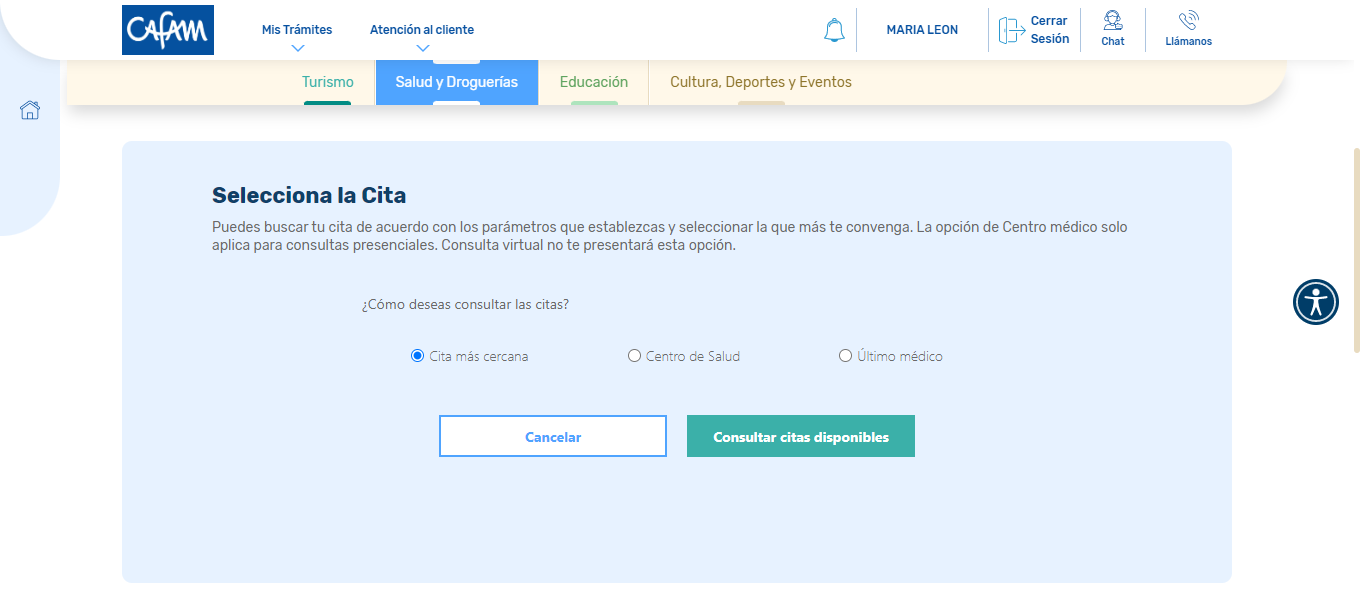 CAFAM
Mis Trámites
Atención al cliente
MARIA LEON
Cerrar
Sesión
Chat
Llámanos
Turismo
Salud y Droguerías
Educación
Cultura, Deportes y Eventos
Selecciona la Cita
Puedes buscar tu cita de acuerdo con los parámetros que establezcas y seleccionar la que más te convenga. La opción de Centro médico solo
aplica para consultas presenciales. Consulta virtual no te presentará esta opción.
¿Cómo deseas consultar las citas?
Cita más cercana
Centro de Salud
Último médico
Cancelar
Consultar citas disponibles